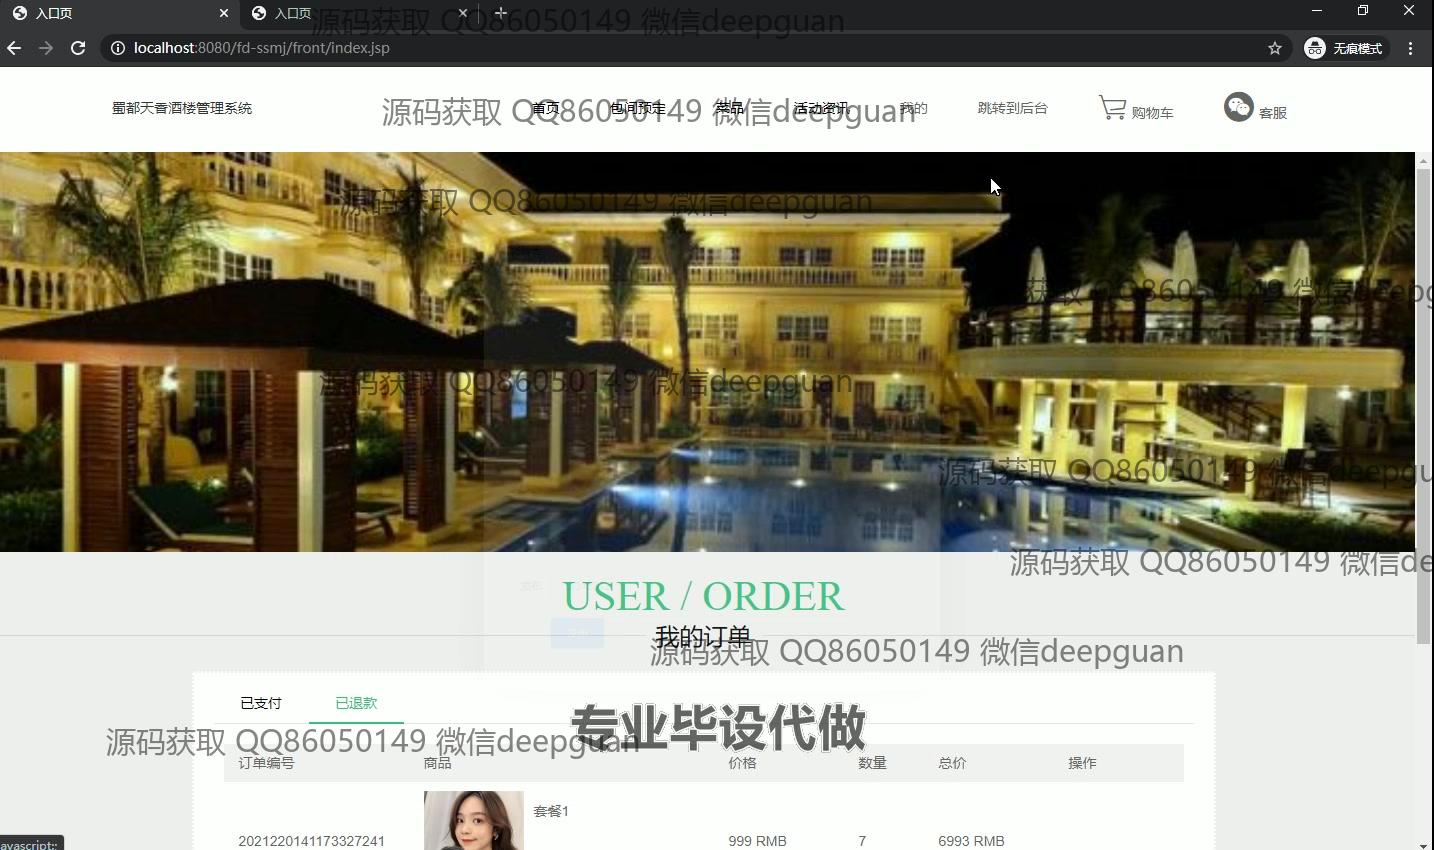 入口页
入口页
源码获取 QQ86050149 微信deepguan
localhost:8080/fd-ssmj/front/index.jsp
无痕模式
蜀都天香酒楼管理系统
首页
包间预定
菜品
活动资讯
我的
跳转到后台
购物车
客服
源码获取 QQ86050149 微信deepguan
源码获取 QQ86050149 微信deepguan
获取 QQ86050149 微信deepg
源码获取 QQ86050149 微信deepguan
源码获取 QQ86050149 微信deepgu
源码获取 QQ86050149 微信de
USER / ORDER
我的订单
源码获取 QQ86050149 微信deepguan
已支付
已退款
专业毕设代做
源码获取 QQ86050149 微信deepguan
订单编号 商品 价格 数量 总价 操作
套餐1
2021220141173327241 999 RMB 7 6993 RMB
avascript:;